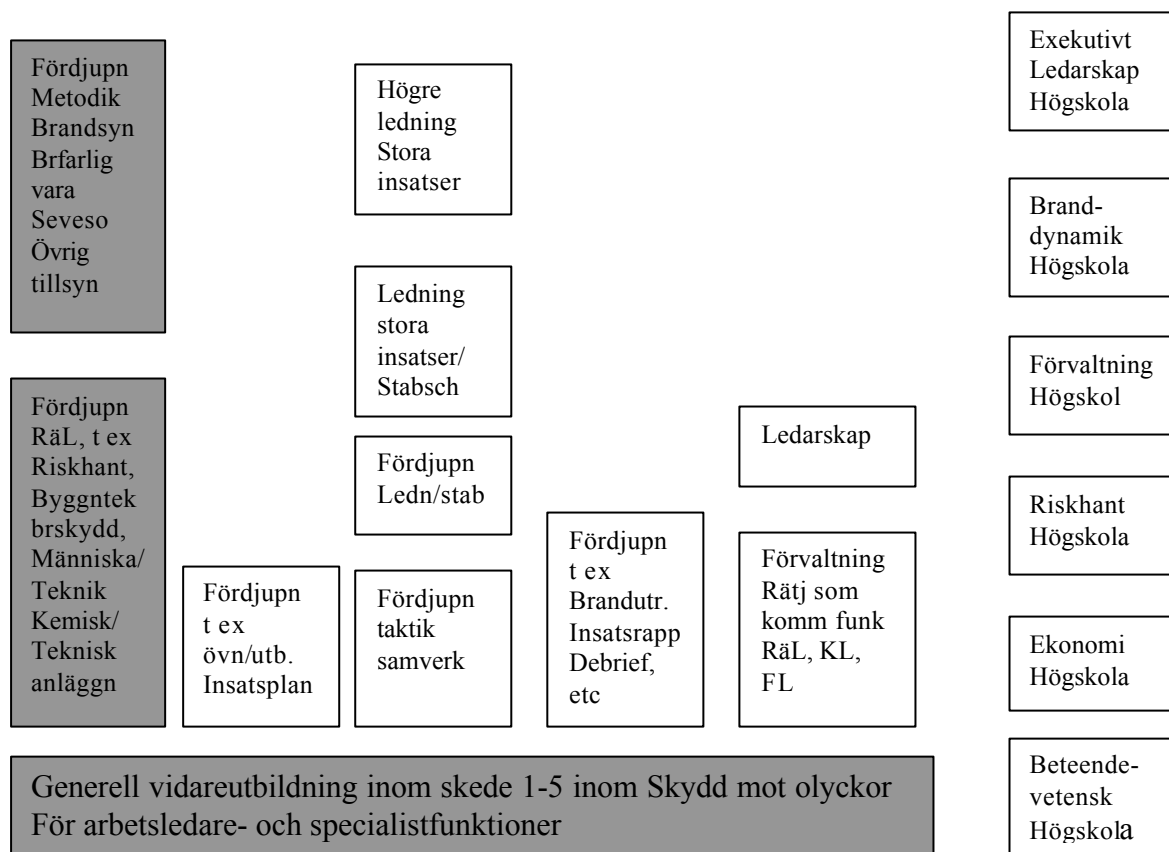 Fördjupn
Metodik
Brandsyn
Brfarlig
vara
Seveso
Övrig
tillsyn
Fördjupn
RäL, t ex
Riskhant,
Byggntek
brskydd,
Människa/
Teknik
Kemisk/
Teknisk
anläggn
Fördjupn
t ex
övn/utb.
Insatsplan
Högre
ledning
Stora
insatser
Ledning
stora
insatser/
Stabsch
Fördjupn
Ledn/stab
Fördjupn
taktik
samverk
Fördjupn
t ex
Brandutr.
Insatsrapp
Debrief,
etc
Ledarskap
Förvaltning
Rätj som
komm funk
RäL, KL,
FL
Generell vidareutbildning inom skede 1-5 inom Skydd mot olyckor
För arbetsledare- och specialistfunktioner
Exekutivt
Ledarskap
Högskola
Brand-
dynamik
Högskola
Förvaltning
Högskol
Riskhant
Högskola
Ekonomi
Högskola
Beteende-
vetensk
Högskola